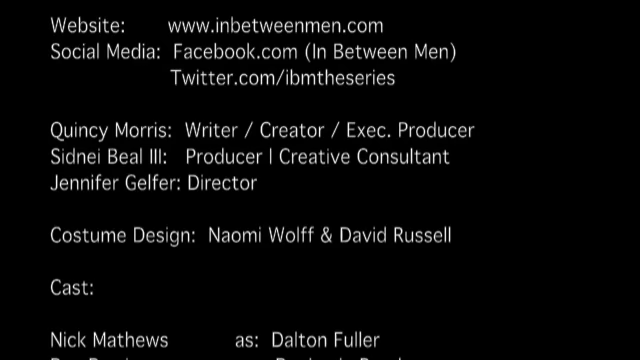 Website: www.inbetweenmen.com
Social Media: Facebook.com (In Between Men)
Twitter.com/ibmtheseries
Quincy Morris: Writer / Creator / Exec. Producer
Sidnei Beal III: Producer | Creative Consultant
Jennifer Gelfer: Director
Costume Design: Naomi Wolff & David Russell
Cast:
Nick Mathews as: Dalton Fuller